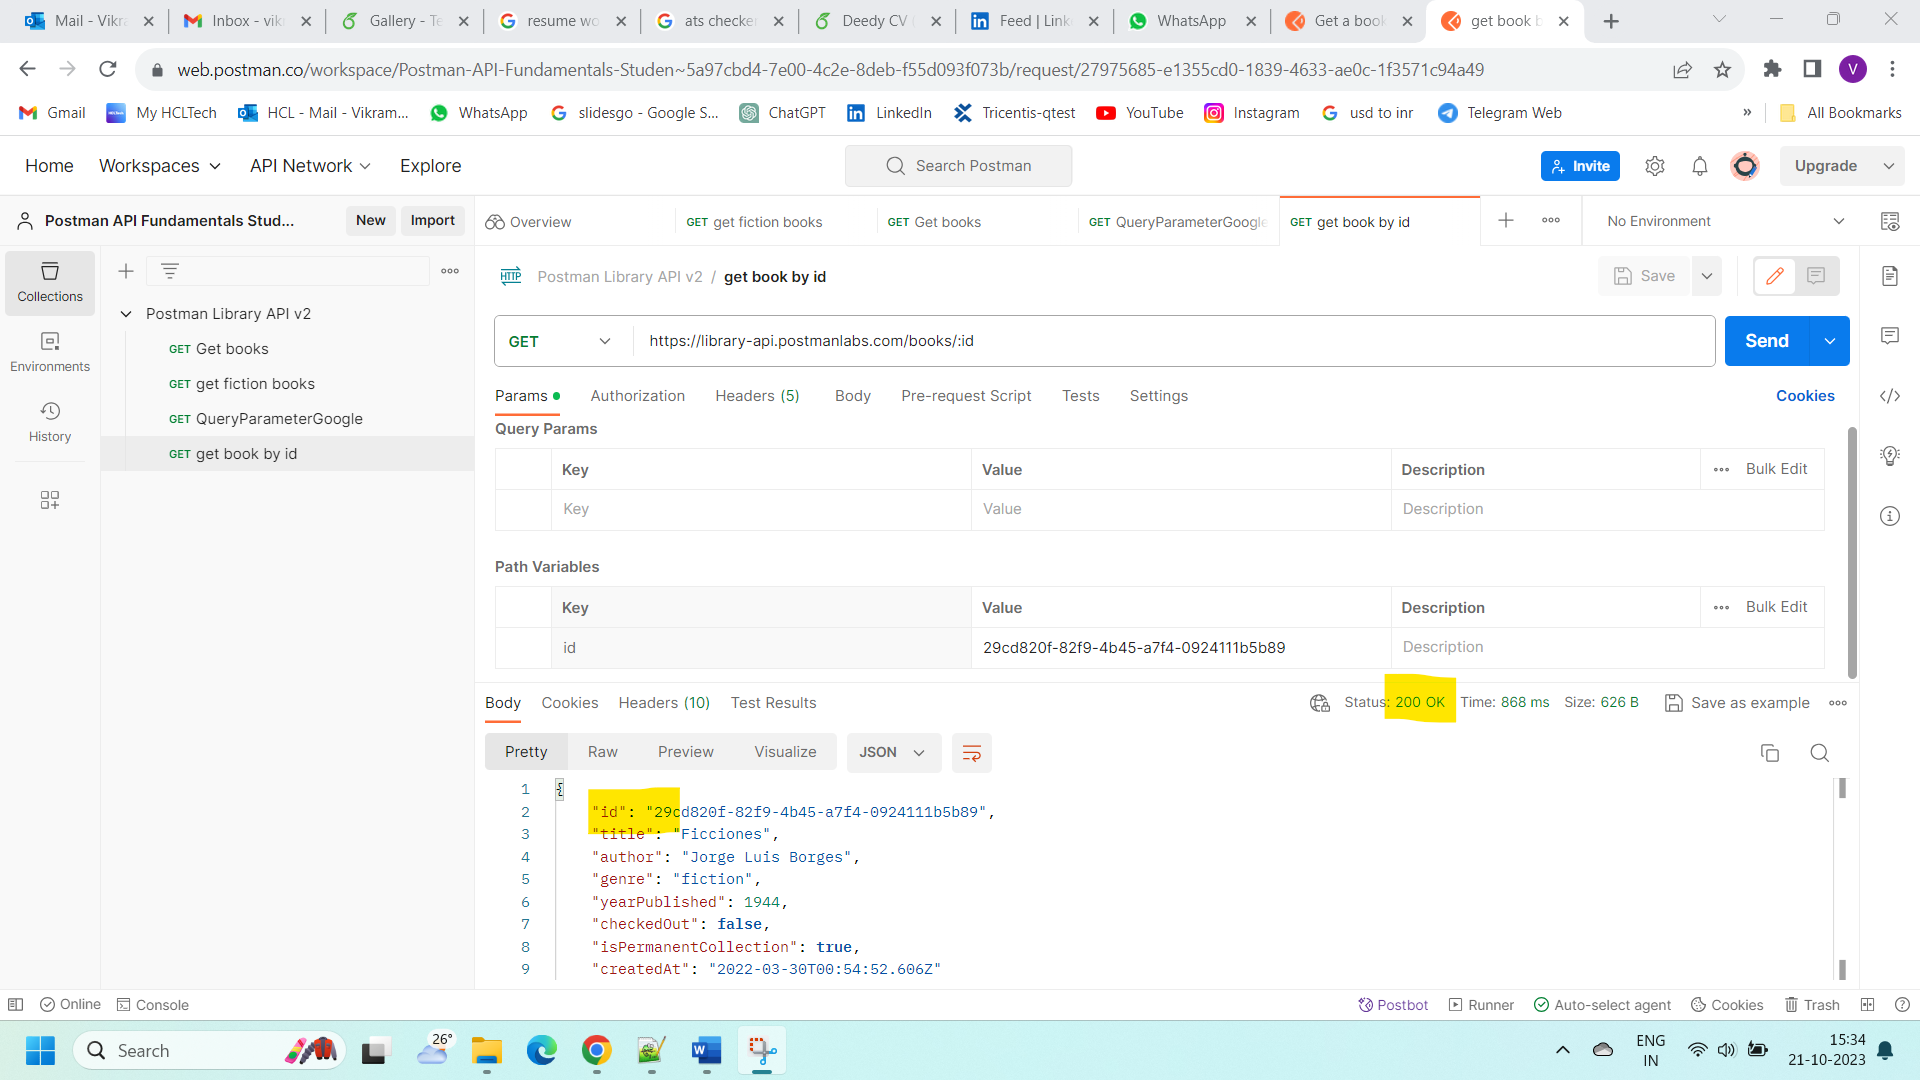 Mail - Vikra
Inbox - vik
Gallery - Te
resume wo
ats checke
Deedy CV (
Feed | Link
WhatsApp
Get a book
get book b
web.postman.co/workspace/Postman-API-Fundamentals-Studen~5a97cbd4-7e00-4c2e-8deb-f55d093f073b/request/27975685-e1355cd0-1839-4633-ae0c-1f3571c94a49
V
Gmail
My HCLTech
HCL - Mail - Vikram...
WhatsApp
slidesgo - Google S...
ChatGPT
LinkedIn
Tricentis-qtest
YouTube
Instagram
usd to inr
Telegram Web
»
All Bookmarks
Home
Workspaces
API Network
Explore
Search Postman
Invite
Upgrade
Postman API Fundamentals Stud...
New
Import
Overview
GET get fiction books
GET Get books
GET QueryParameterGoogle
GET get book by id
No Environment
Collections
Environments
History
Postman Library API v2
GET Get books
GET get fiction books
GET QueryParameterGoogle
GET get book by id
HTTP
Postman Library API v2 / get book by id
Save
GET
https://library-api.postmanlabs.com/books/:id
Send
Params
Authorization
Headers (5)
Body
Pre-request Script
Tests
Settings
Cookies
Query Params
Key Value Description Bulk Edit
Key Value Description
Path Variables
Key Value Description Bulk Edit
id 29cd820f-82f9-4b45-a7f4-0924111b5b89 Description
Body
Cookies
Headers (10)
Test Results
Status: 200 OK Time: 868 ms Size: 626 B
Save as example
Pretty
Raw
Preview
Visualize
JSON
1 {
2 "id": "29cd820f-82f9-4b45-a7f4-0924111b5b89",
3 "title": "Ficciones",
4 "author": "Jorge Luis Borges",
5 "genre": "fiction",
6 "yearPublished": 1944,
7 "checkedOut": false,
8 "isPermanentCollection": true,
9 "createdAt": "2022-03-30T00:54:52.606Z"
Online
Console
Postbot
Runner
Auto-select agent
Cookies
Trash
Search
26°
ENG
IN
15:34
21-10-2023